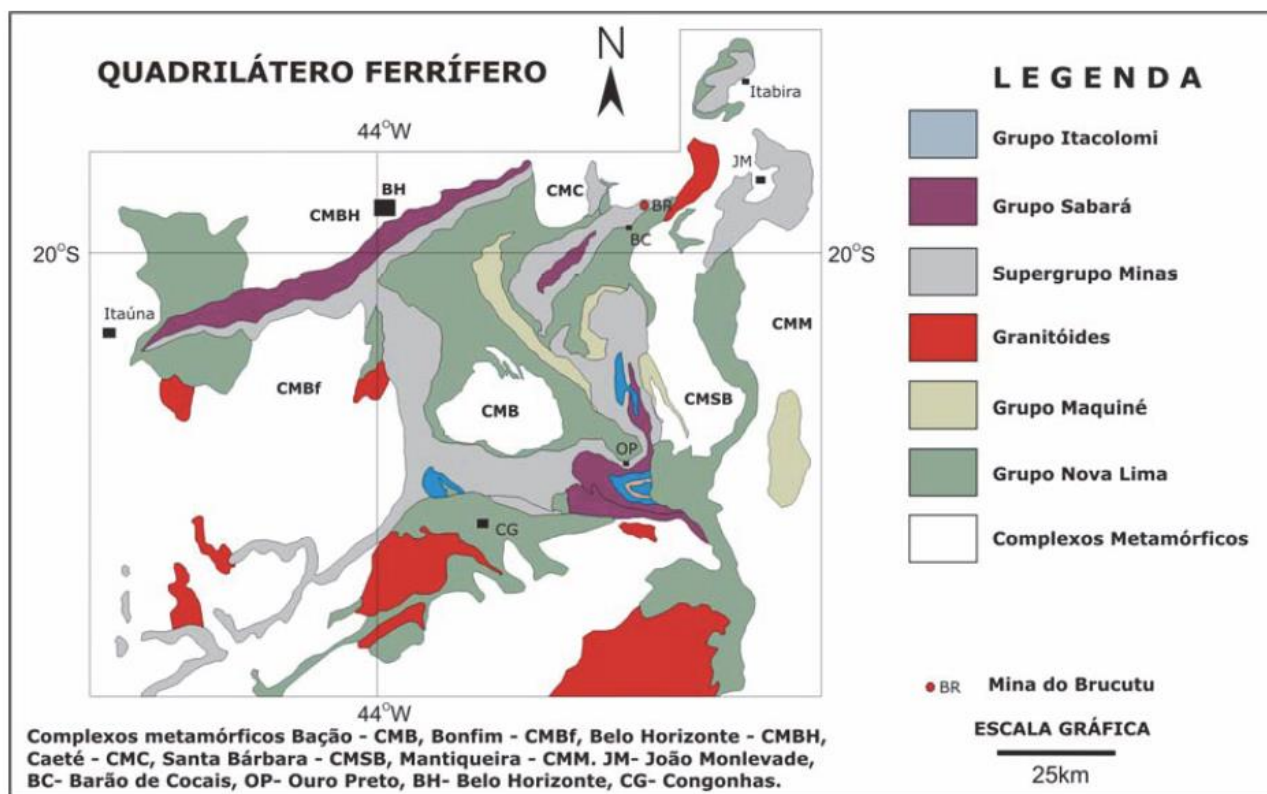 QUADRILÁTERO FERRÍFERO
N
44°W
Itabira
JM
BH
CMC
BR
CMBH
BC
20°S
20°S
Itaúna
CMM
CMBf
CMB
CMSB
OP
CG
44°W
LEGENDA
Grupo Itacolomi
Grupo Sabará
Supergrupo Minas
Granitóides
Grupo Maquiné
Grupo Nova Lima
Complexos Metamórficos
BR Mina do Brucutu
ESCALA GRÁFICA
25km
Complexos metamórficos Bação - CMB, Bonfim - CMBf, Belo Horizonte - CMBH,
Caeté - CMC, Santa Bárbara - CMSB, Mantiqueira - CMM. JM- João Monlevade,
BC- Barão de Cocais, OP- Ouro Preto, BH- Belo Horizonte, CG- Congonhas.